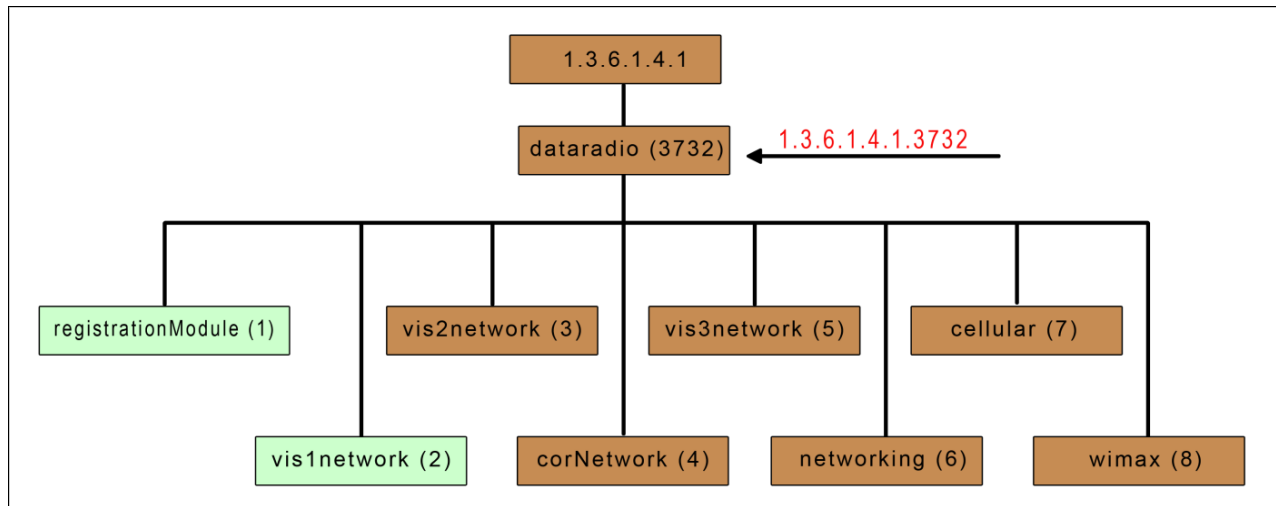 1.3.6.1.4.1
dataradio (3732)
1.3.6.1.4.1.3732
registrationModule (1)
vis2network (3)
vis3network (5)
cellular (7)
vis1network (2)
corNetwork (4)
networking (6)
wimax (8)